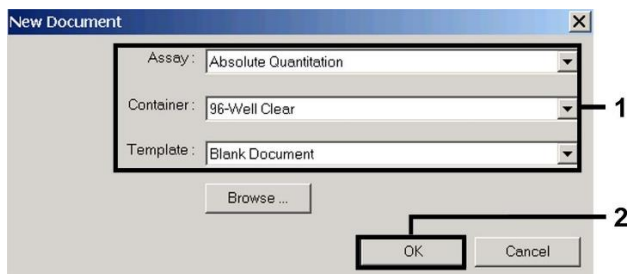 New Document
Assay: Absolute Quantitation
Container: 96-Well Clear
1
Template: Blank Document
Browse ...
2
OK Cancel